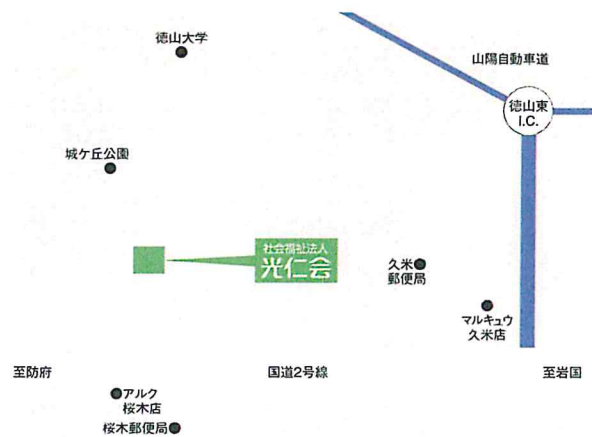 徳山大学
山陽自動車道
徳山東
I.C.
城ケ丘公園
社会福祉法人
光仁会
久米
郵便局
マルキュウ
久米店
至防府
国道2号線
至岩国
アルク
桜木店
桜木郵便局